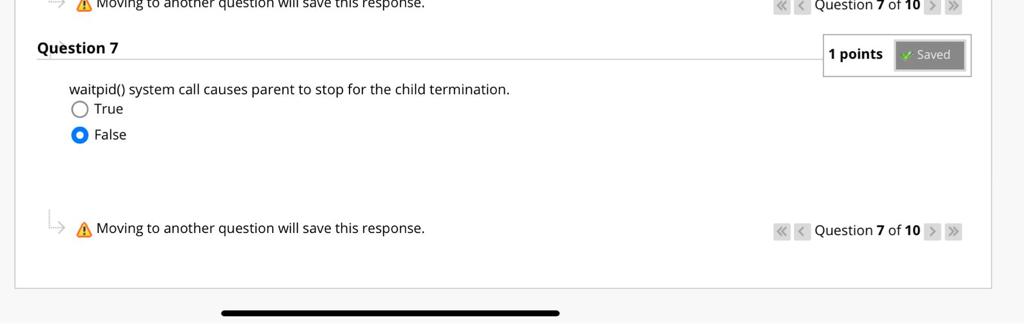 Moving to another question will save this response.
Question 7 of 10
Question 7
1 points
Saved
waitpid() system call causes parent to stop for the child termination.
True
False
Moving to another question will save this response.
Question 7 of 10